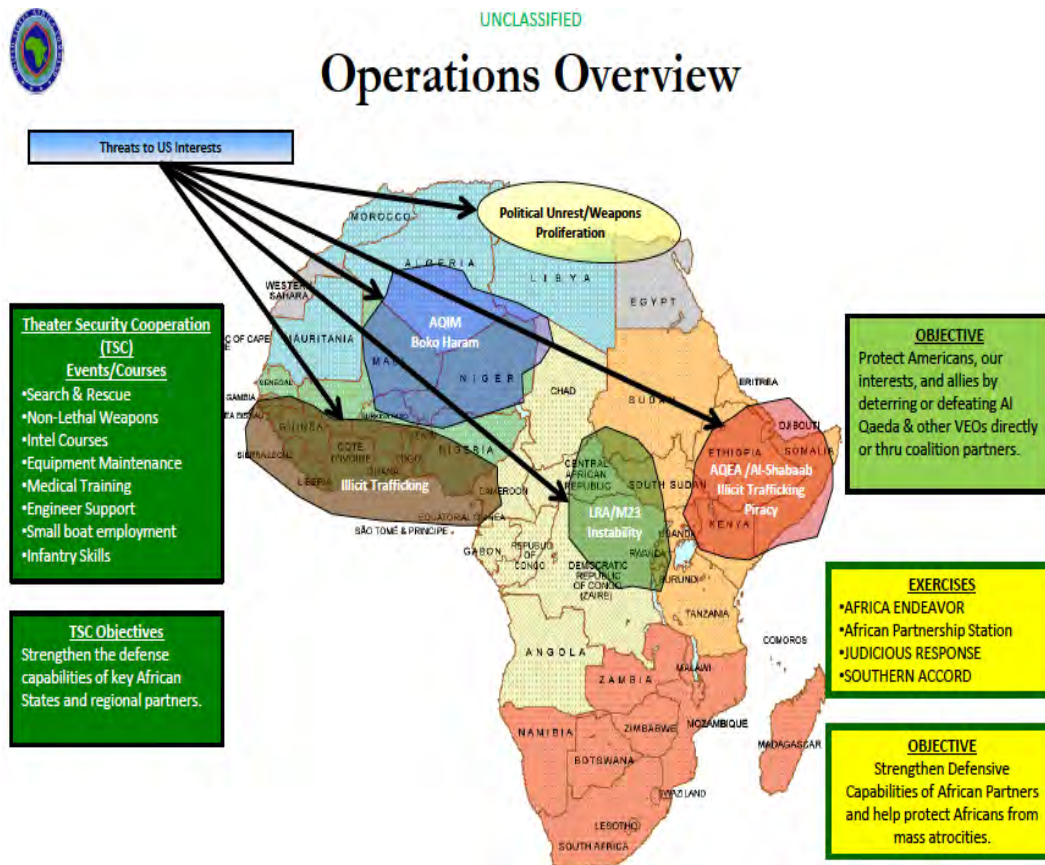 UNCLASSIFIED
Operations Overview
Threats to US Interests
Political Unrest/Weapons
Proliferation
MOROCCO
ALGERIA
LIBYA
EGYPT
WESTERN
SAHARA
MAURITANIA
MALI
NIGER
AQIM
Boko Haram
CHAD
SUDAN
ERITREA
DJIBOUTI
ETHIOPIA
SOMALIA
AQEA /Al-Shabaab
Illicit Trafficking
Piracy
KENYA
SENEGAL
GAMBIA
GUINEA
SIERRA LEONE
LIBERIA
COTE
D'IVOIRE
GHANA
TOGO
NIGERIA
Illicit Trafficking
CAMEROON
EQUATORIAL GUINEA
SÃO TOMÉ & PRINCIPE
GABON
REPUBLIC
OF
CONGO
CENTRAL
AFRICAN
REPUBLIC
SOUTH SUDAN
LRA/M23
Instability
UGANDA
RWANDA
BURUNDI
DEMOCRATIC
REPUBLIC
OF CONGO
(ZAIRE)
TANZANIA
COMOROS
ANGOLA
ZAMBIA
MALAWI
MOZAMBIQUE
ZIMBABWE
NAMIBIA
BOTSWANA
MADAGASCAR
SWAZILAND
LESOTHO
SOUTH AFRICA
Theater Security Cooperation
(TSC)
Events/Courses
•Search & Rescue
•Non-Lethal Weapons
•Intel Courses
•Equipment Maintenance
•Medical Training
•Engineer Support
•Small boat employment
•Infantry Skills
TSC Objectives
Strengthen the defense
capabilities of key African
States and regional partners.
OBJECTIVE
Protect Americans, our
interests, and allies by
deterring or defeating Al
Qaeda & other VEOs directly
or thru coalition partners.
EXERCISES
•AFRICA ENDEAVOR
•African Partnership Station
•JUDICIOUS RESPONSE
•SOUTHERN ACCORD
OBJECTIVE
Strengthen Defensive
Capabilities of African Partners
and help protect Africans from
mass atrocities.